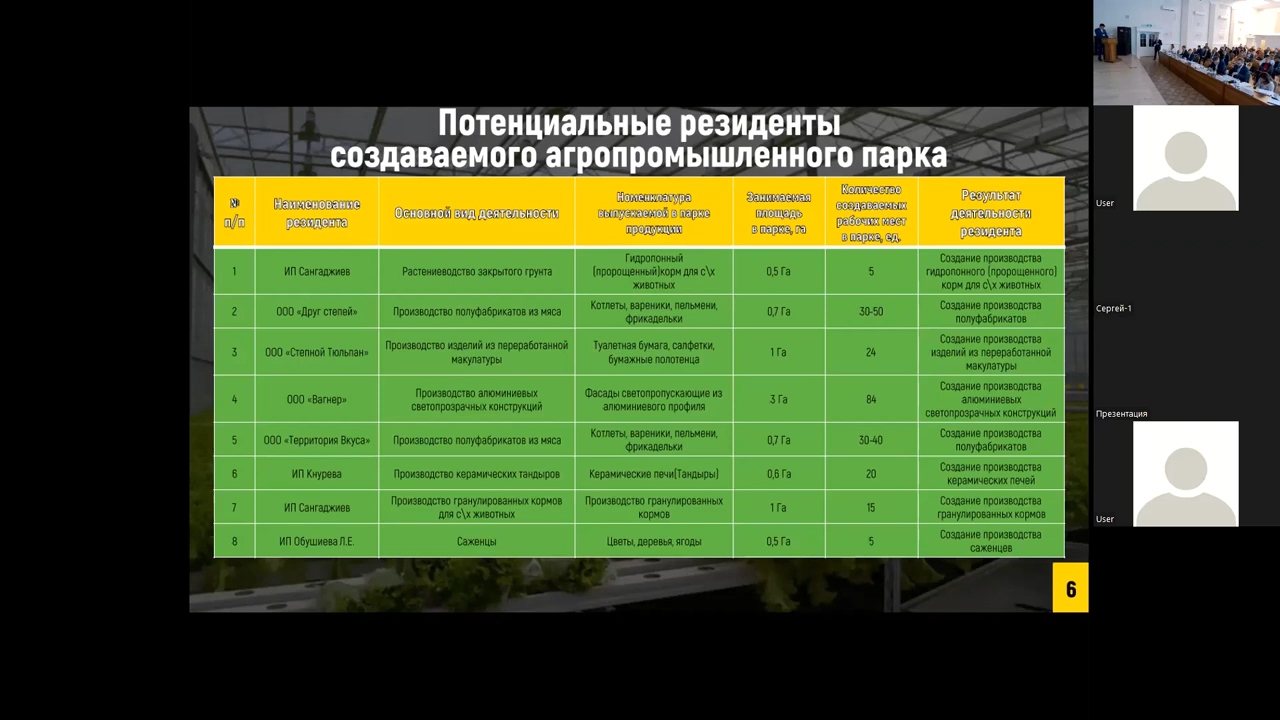 Потенциальные резиденты
создаваемого агропромышленного парка
№
п/п
Наименование
резидента
Основной вид деятельности
Номенклатура
выпускаемой в парке
продукции
Занимаемая
площадь
в парке, га
Количество
создаваемых
рабочих мест
в парке, ед.
Результат
деятельности
резидента
1
ИП Сангаджиев
Растениеводство закрытого грунта
Гидропонный
(пророщенный)корм для с\х
животных
0,5 Га
5
Создание производства
гидропонного (пророщенного)
корм для с\х животных
2
ООО «Друг степей»
Производство полуфабрикатов из мяса
Котлеты, вареники, пельмени,
фрикадельки
0,7 Га
30-50
Создание производства
полуфабрикатов
3
ООО «Степной Тюльпан»
Производство изделий из переработанной
макулатуры
Туалетная бумага, салфетки,
бумажные полотенца
1 Га
24
Создание производства
изделий из переработанной
макулатуры
4
ООО «Вагнер»
Производство алюминиевых
светопрозрачных конструкций
Фасады светопропускающие из
алюминиевого профиля
3 Га
84
Создание производства
алюминиевых
светопрозрачных конструкций
5
ООО «Территория Вкуса»
Производство полуфабрикатов из мяса
Котлеты, вареники, пельмени,
фрикадельки
0,7 Га
30-40
Создание производства
полуфабрикатов
6
ИП Кнурева
Производство керамических тандыров
Керамические печи(Тандыры)
0,6 Га
20
Создание производства
керамических печей
7
ИП Сангаджиев
Производство гранулированных кормов
для с\х животных
Производство гранулированных
кормов
1 Га
15
Создание производства
гранулированных кормов
8
ИП Обушиева Л.Е.
Саженцы
Цветы, деревья, ягоды
0,5 Га
5
Создание производства
саженцев
6
User
Сергей-1
Презентация
User